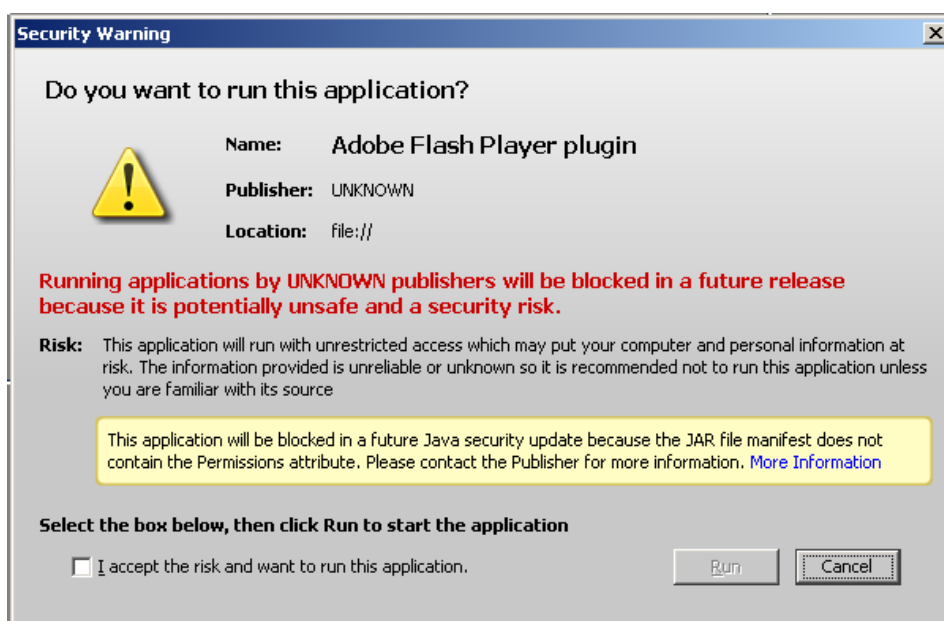 Security Warning
Do you want to run this application?
Name: Adobe Flash Player plugin
Publisher: UNKNOWN
Location: file://
Running applications by UNKNOWN publishers will be blocked in a future release
because it is potentially unsafe and a security risk.
Risk: This application will run with unrestricted access which may put your computer and personal information at
risk. The information provided is unreliable or unknown so it is recommended not to run this application unless
you are familiar with its source
This application will be blocked in a future Java security update because the JAR file manifest does not
contain the Permissions attribute. Please contact the Publisher for more information. More Information
Select the box below, then click Run to start the application
I accept the risk and want to run this application.
Run Cancel